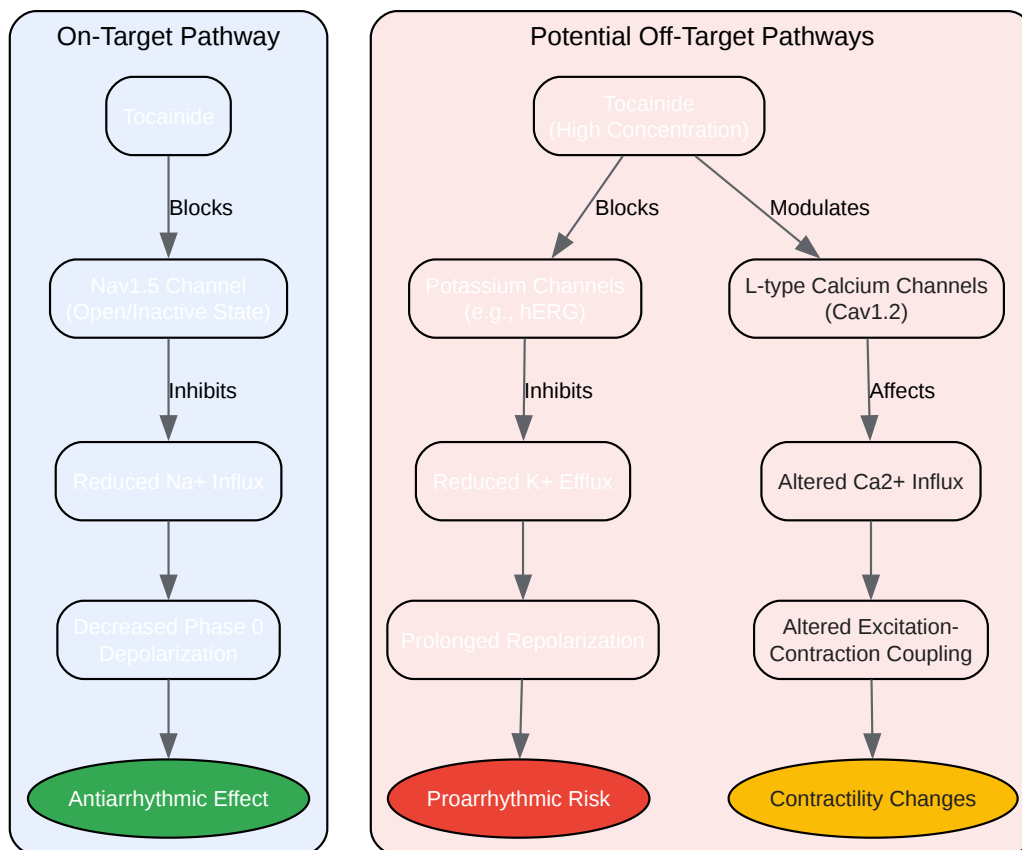 On-Target Pathway
Tocainide
Blocks
Nav1.5 Channel
(Open/Inactive State)
Inhibits
Reduced Na+ Influx
Decreased Phase 0
Depolarization
Antiarrhythmic Effect
Potential Off-Target Pathways
Tocainide
(High Concentration)
Blocks
Modulates
Potassium Channels
(e.g., hERG)
L-type Calcium Channels
(Cav1.2)
Inhibits
Affects
Reduced K+ Efflux
Altered Ca2+ Influx
Prolonged Repolarization
Altered Excitation-
Contraction Coupling
Proarrhythmic Risk
Contractility Changes